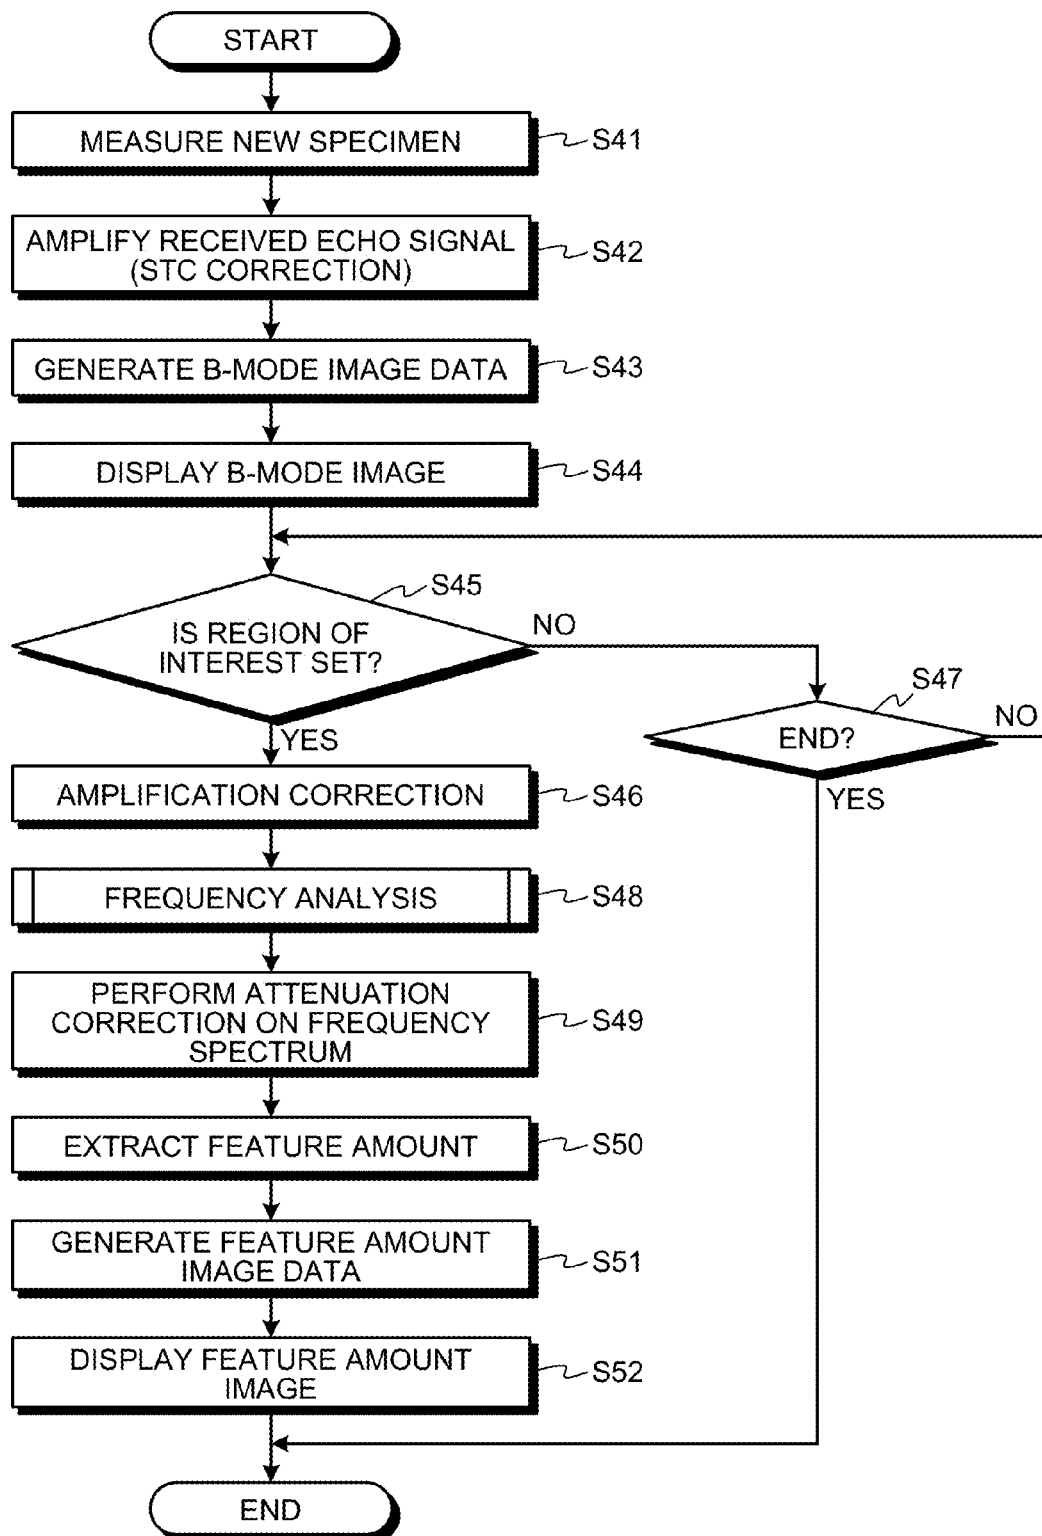 START
MEASURE NEW SPECIMEN
S41
AMPLIFY RECEIVED ECHO SIGNAL
(STC CORRECTION)
S42
GENERATE B-MODE IMAGE DATA
S43
DISPLAY B-MODE IMAGE
S44
S45
IS REGION OF
INTEREST SET?
NO
YES
S47
END?
NO
YES
AMPLIFICATION CORRECTION
S46
FREQUENCY ANALYSIS
S48
PERFORM ATTENUATION
CORRECTION ON FREQUENCY
SPECTRUM
S49
EXTRACT FEATURE AMOUNT
S50
GENERATE FEATURE AMOUNT
IMAGE DATA
S51
DISPLAY FEATURE AMOUNT
IMAGE
S52
END